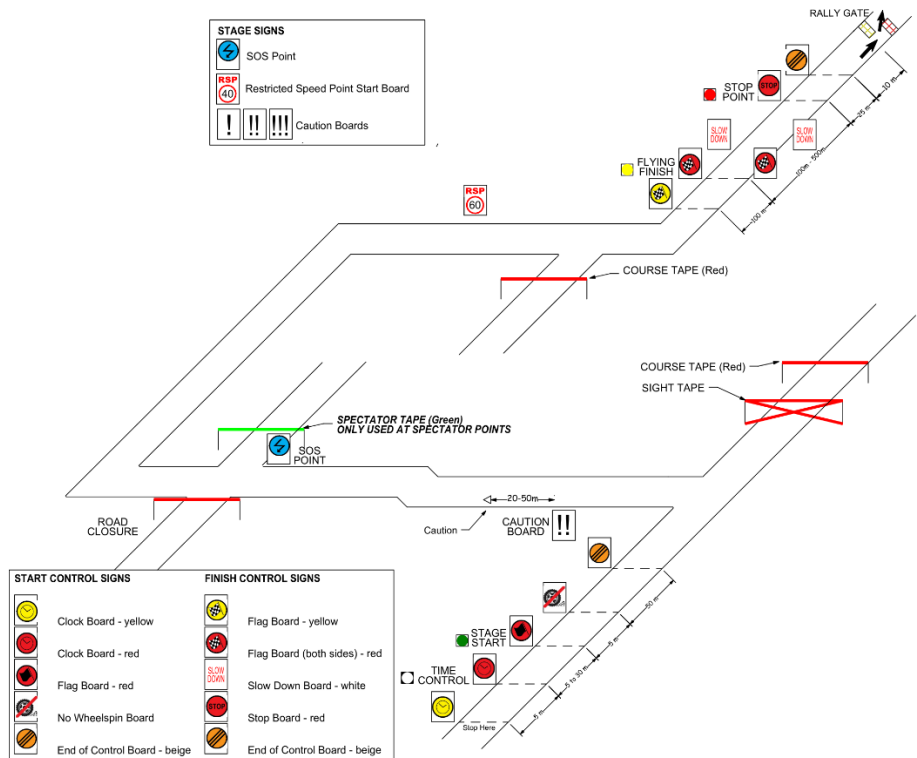 RALLY GATE
STAGE SIGNS
SOS Point
RSP
40
Restricted Speed Point Start Board
!
!!
!!!
Caution Boards
STOP
STOP
POINT
10 m
25 m
SLOW
DOWN
SLOW
DOWN
100m - 500m
FLYING
FINISH
100 m
RSP
60
COURSE TAPE (Red)
COURSE TAPE (Red)
SIGHT TAPE
SPECTATOR TAPE (Green)
ONLY USED AT SPECTATOR POINTS
SOS
POINT
20-50m
ROAD
CLOSURE
Caution
CAUTION
BOARD
!!
50 m
5 m
STAGE
START
5 to 30 m
TIME
CONTROL
5 m
Stop Here
START CONTROL SIGNS
Clock Board - yellow
Clock Board - red
Flag Board - red
No Wheelspin Board
End of Control Board - beige
FINISH CONTROL SIGNS
Flag Board - yellow
Flag Board (both sides) - red
SLOW
DOWN
Slow Down Board - white
STOP
Stop Board - red
End of Control Board - beige